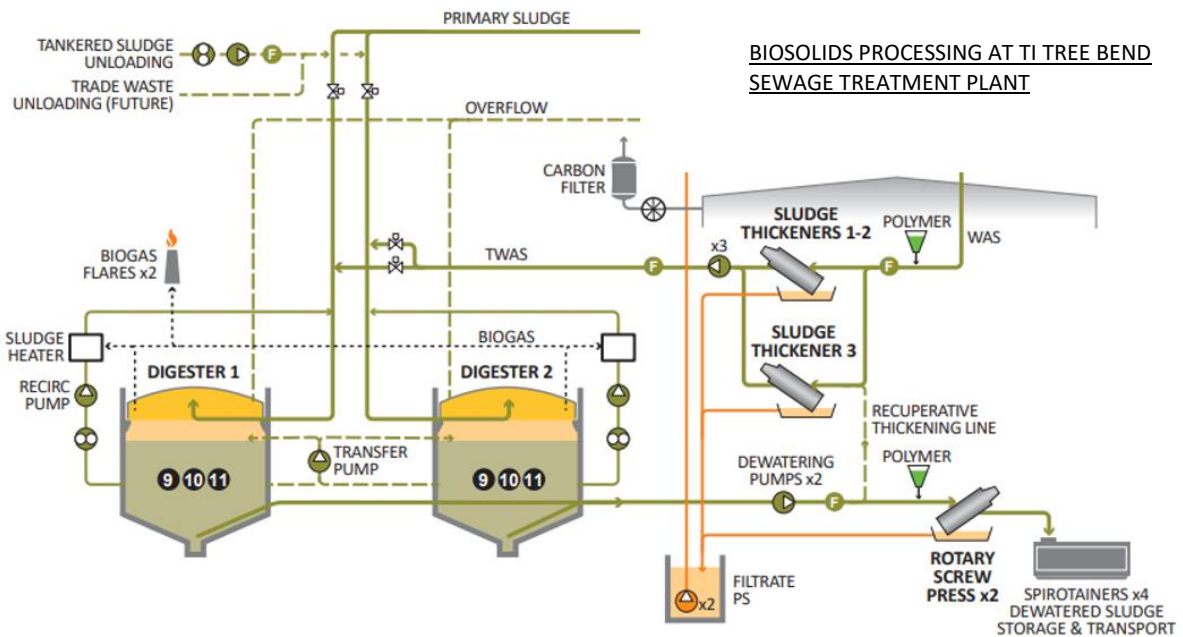 PRIMARY SLUDGE
TANKERED SLUDGE
UNLOADING
F
TRADE WASTE
UNLOADING (FUTURE)
BIOSOLIDS PROCESSING AT TI TREE BEND
SEWAGE TREATMENT PLANT
OVERFLOW
CARBON
FILTER
SLUDGE
THICKENERS 1-2
POLYMER
WAS
x3
TWAS
F
F
BIOGAS
FLARES x2
SLUDGE
HEATER
BIOGAS
SLUDGE
THICKENER 3
DIGESTER 1
DIGESTER 2
RECIRC
PUMP
RECUPERATIVE
THICKENING LINE
TRANSFER
PUMP
9 10 11
9 10 11
DEWATERING
PUMPS x2
POLYMER
F
FILTRATE
PS
x2
ROTARY
SCREW
PRESS x2
SPIROTAINERS x4
DEWATERED SLUDGE
STORAGE & TRANSPORT